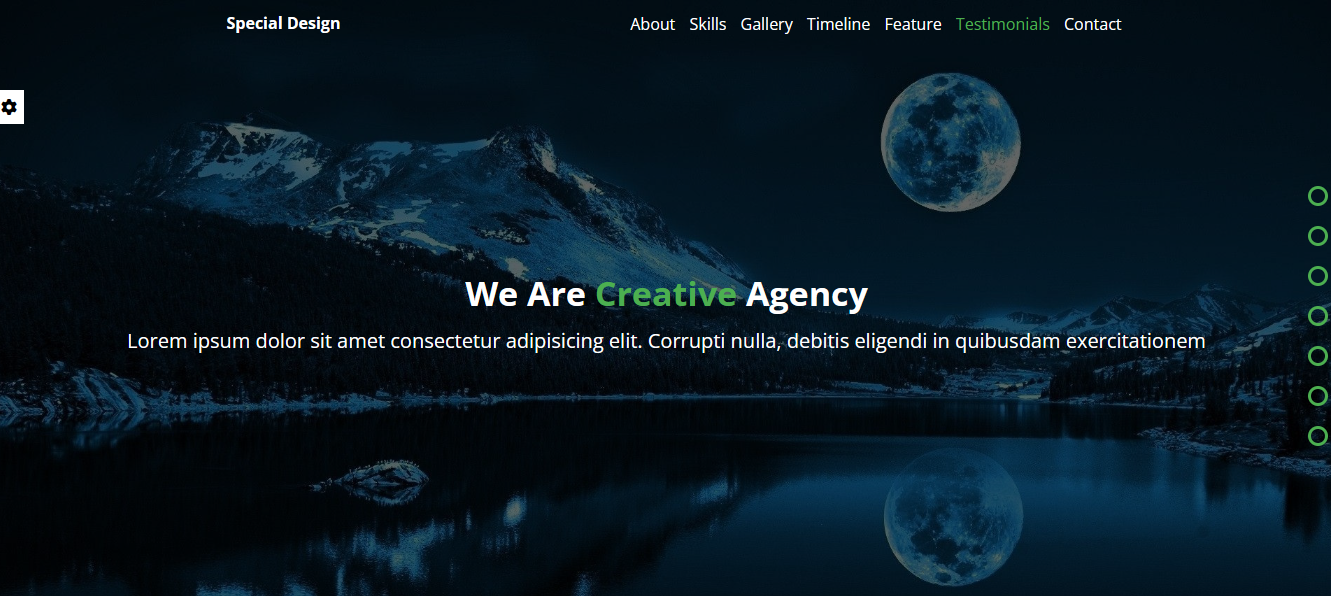 Special Design
About Skills Gallery Timeline Feature Testimonials Contact
We Are Creative Agency
Lorem ipsum dolor sit amet consectetur adipisicing elit. Corrupti nulla, debitis eligendi in quibusdam exercitationem